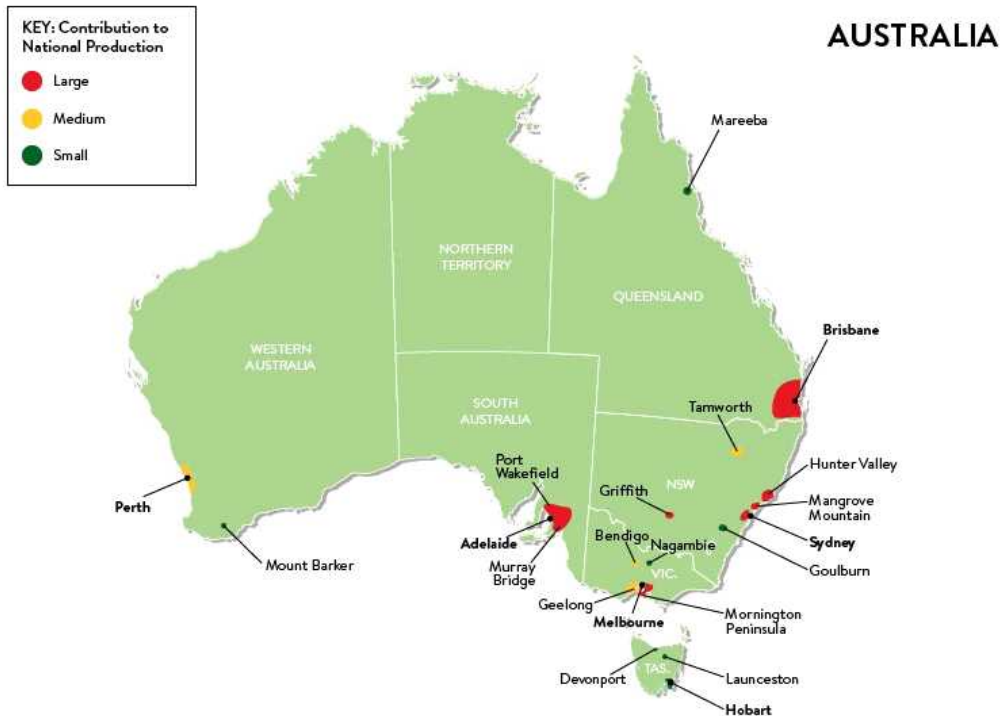 KEY: Contribution to
National Production
Large
Medium
Small
AUSTRALIA
Mareeba
NORTHERN
TERRITORY
QUEENSLAND
Brisbane
WESTERN
AUSTRALIA
SOUTH
AUSTRALIA
Tamworth
Port
Wakefield
Hunter Valley
NSW
Griffith
Mangrove
Mountain
Perth
Adelaide
Bendigo
Nagambie
Sydney
Murray
Bridge
Mount Barker
VIC.
Goulburn
Geelong
Melbourne
Mornington
Peninsula
TAS.
Devonport
Launceston
Hobart